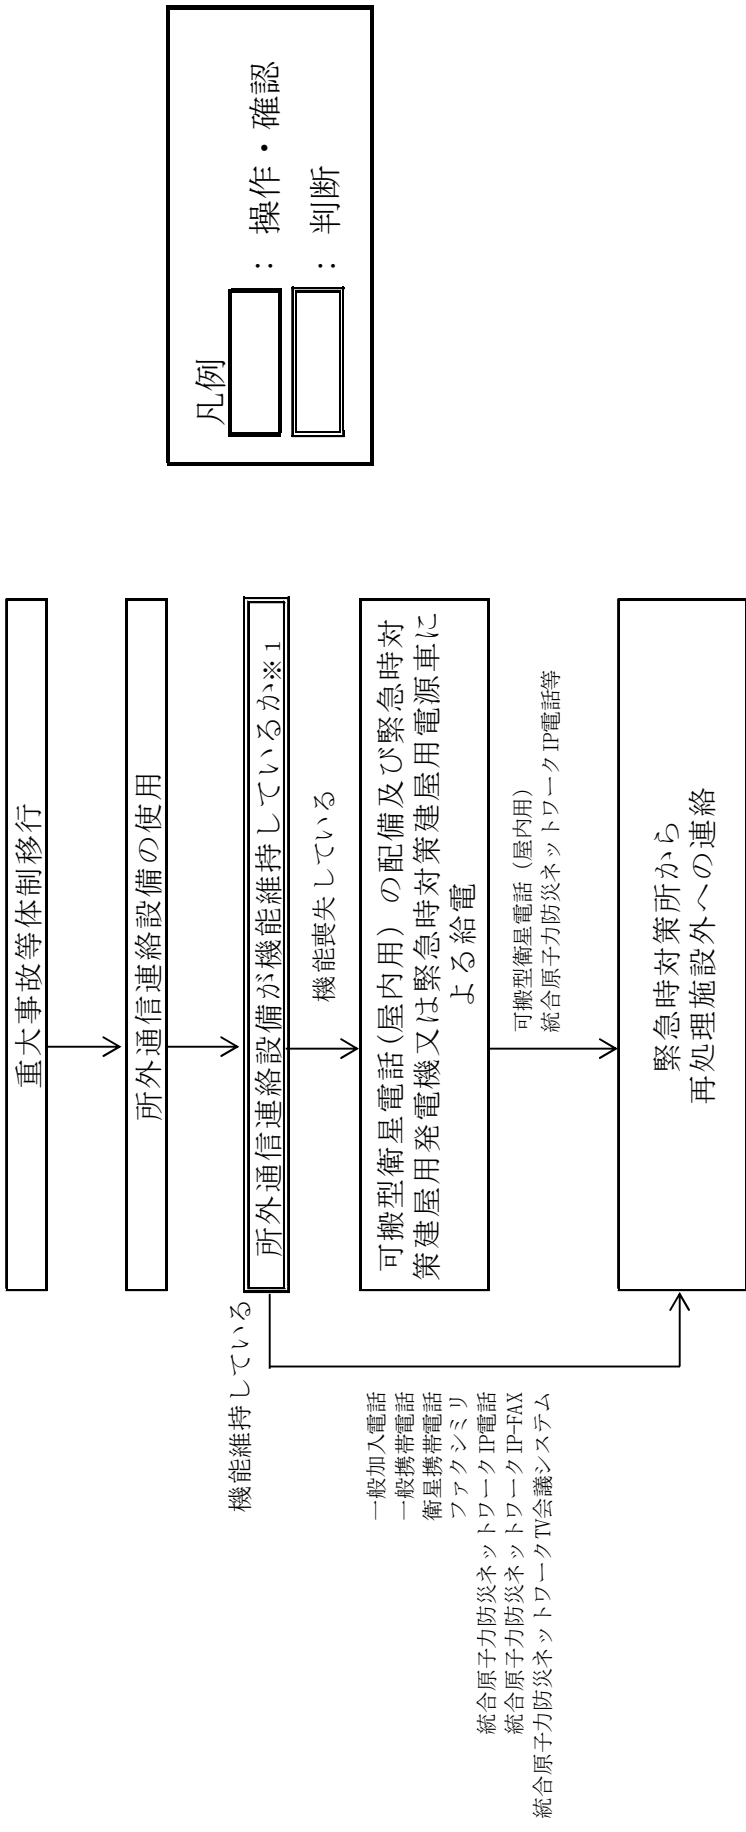 重大事故等体制移行
所外通信連絡設備の使用
所外通信連絡設備が機能維持しているか※1
機能維持している
機能喪失している
可搬型衛星電話(屋内用)の配備及び緊急時対
策建屋用発電機又は緊急時対策建屋用電源車に
よる給電
一般加入電話
一般携帯電話
衛星携帯電話
ファクシミリ
統合原子力防災ネットワークIP電話
統合原子力防災ネットワークIP-FAX
統合原子力防災ネットワークTV会議システム
可搬型衛星電話(屋内用)
統合原子力防災ネットワークIP電話等
緊急時対策所から
再処理施設外への連絡
凡例
：操作・確認
：判断